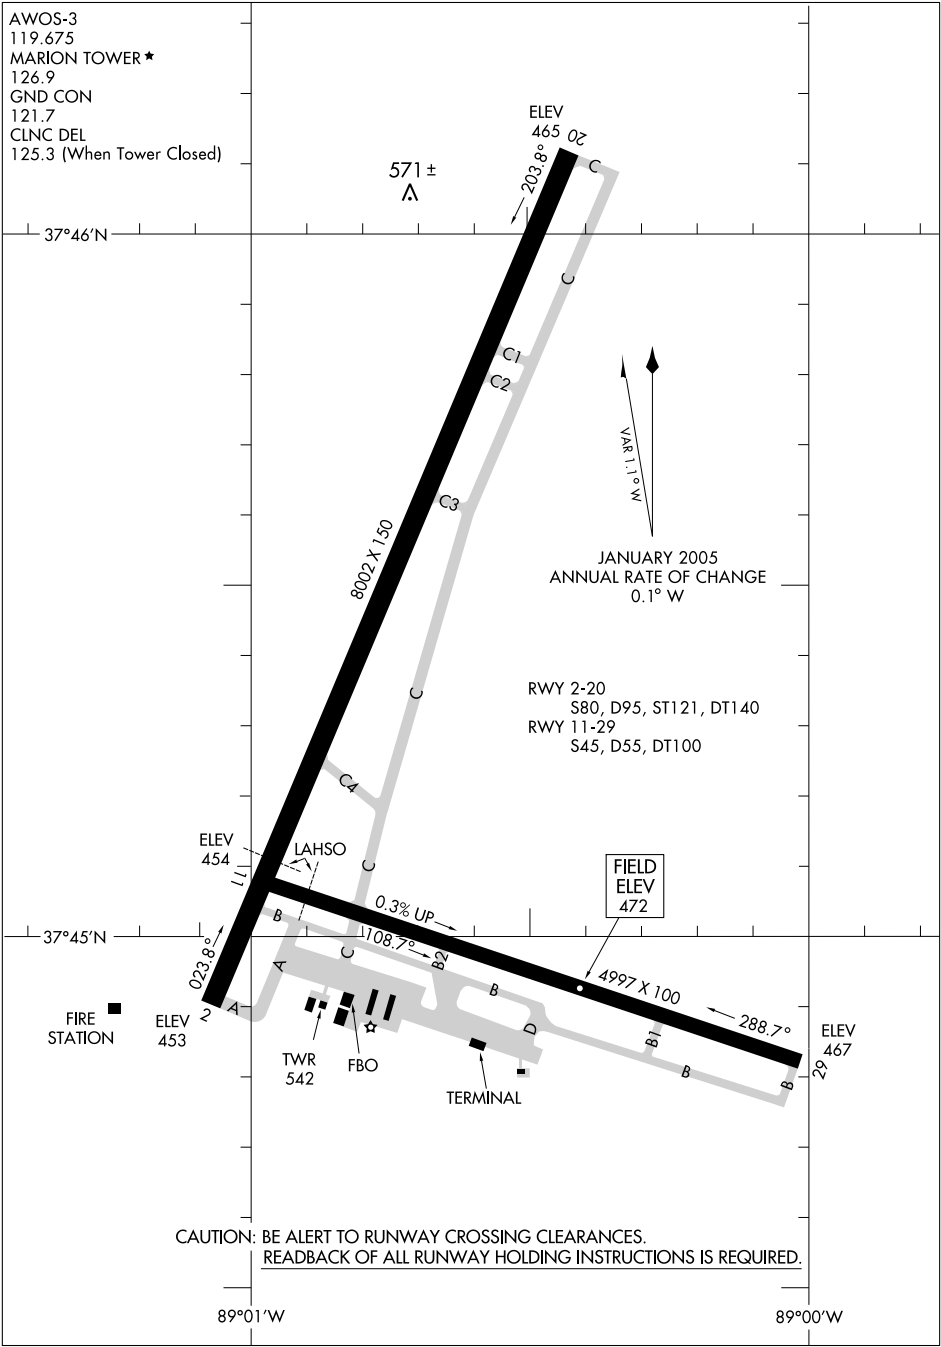 AWOS-3
119.675
MARION TOWER ★
126.9
GND CON
121.7
CLNC DEL
125.3 (When Tower Closed)
ELEV
465
20
203.8°
C
571 ±
37°46'N
C
C1
C2
VAR 1.1° W
C3
8002 X 150
JANUARY 2005
ANNUAL RATE OF CHANGE
0.1° W
C
RWY 2-20
S80, D95, ST121, DT140
RWY 11-29
S45, D55, DT100
C4
ELEV
454
LAHSO
C
11
FIELD
ELEV
472
0.3% UP
B
37°45'N
108.7°
023.8°
C
B2
A
4997 X 100
B
A
2
288.7°
FIRE
STATION
ELEV
453
D
B1
ELEV
467
29
TWR
542
FBO
B
B
TERMINAL
CAUTION: BE ALERT TO RUNWAY CROSSING CLEARANCES.
READBACK OF ALL RUNWAY HOLDING INSTRUCTIONS IS REQUIRED.
89°01'W
89°00'W